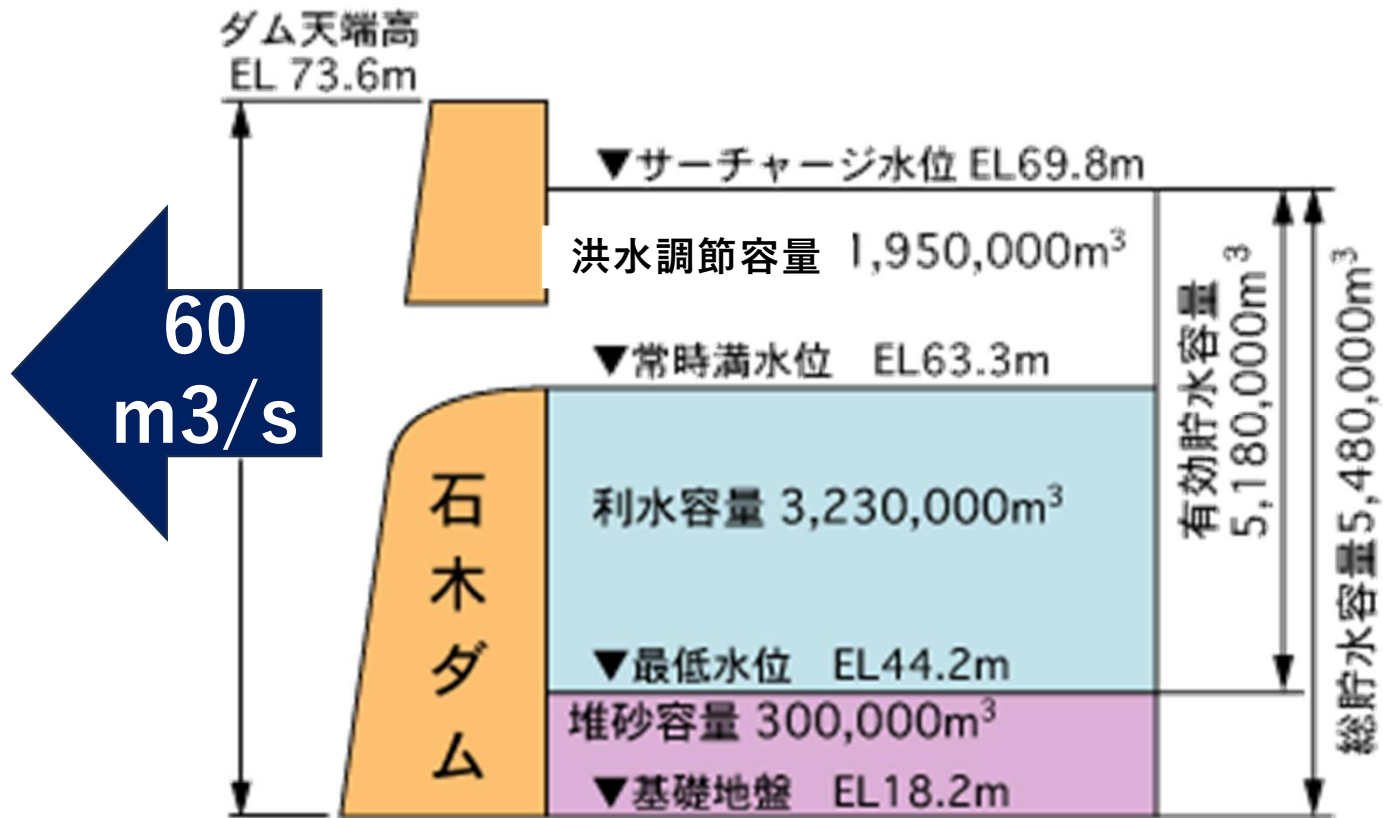 ダム天端高
EL 73.6m
▼サーチャージ水位 EL69.8m
洪水調節容量 1,950,000m³
60
m3/s
▼常時満水位 EL63.3m
利水容量 3,230,000m³
▼最低水位 EL44.2m
堆砂容量 300,000m³
▼基礎地盤 EL18.2m
石木ダム
有効貯水容量
5,180,000m³
総貯水容量5,480,000m³